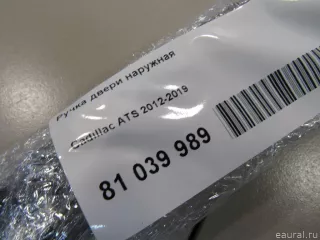 Ручка двери наружная
Cadillac ATS 2012-2019
81 039 989
eaural.ru